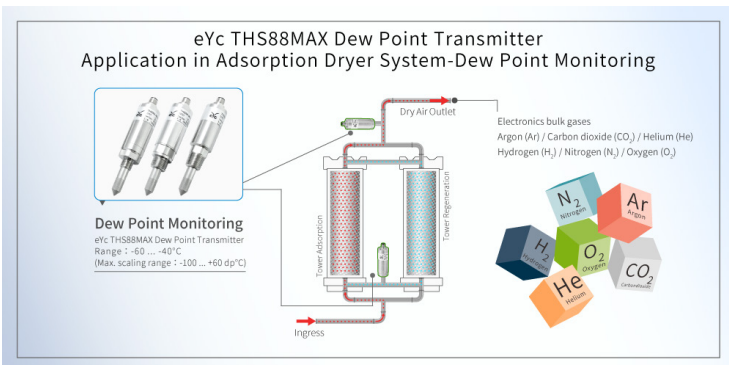 eYc THS88MAX Dew Point Transmitter
Application in Adsorption Dryer System-Dew Point Monitoring
Dry Air Outlet
Electronics bulk gases
Argon (Ar) / Carbon dioxide (CO₂) / Helium (He)
Hydrogen (H₂) / Nitrogen (N₂) / Oxygen (O₂)
Tower Adsorption
Tower Regeneration
Dew Point Monitoring
eYc THS88MAX Dew Point Transmitter
Range：-60 ... -40°C
(Max. scaling range：-100 ... +60 dp°C)
Ingress
N₂
Nitrogen
Ar
Argon
H₂
Hydrogen
O₂
Oxygen
CO₂
He
Helium